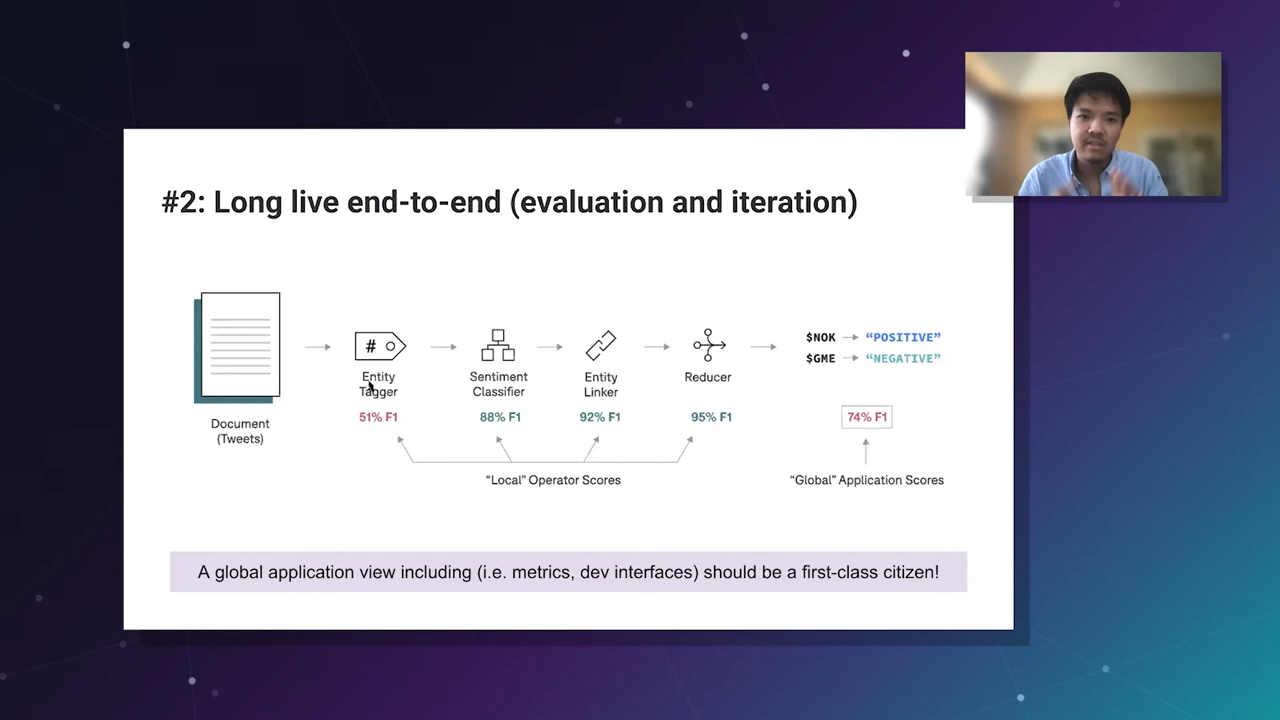 #2: Long live end-to-end (evaluation and iteration)
Document
(Tweets)
#
Entity
Tagger
51% F1
Sentiment
Classifier
88% F1
Entity
Linker
92% F1
Reducer
95% F1
"Local" Operator Scores
$NOK → “POSITIVE”
$GME → “NEGATIVE”
74% F1
"Global" Application Scores
A global application view including (i.e. metrics, dev interfaces) should be a first-class citizen!